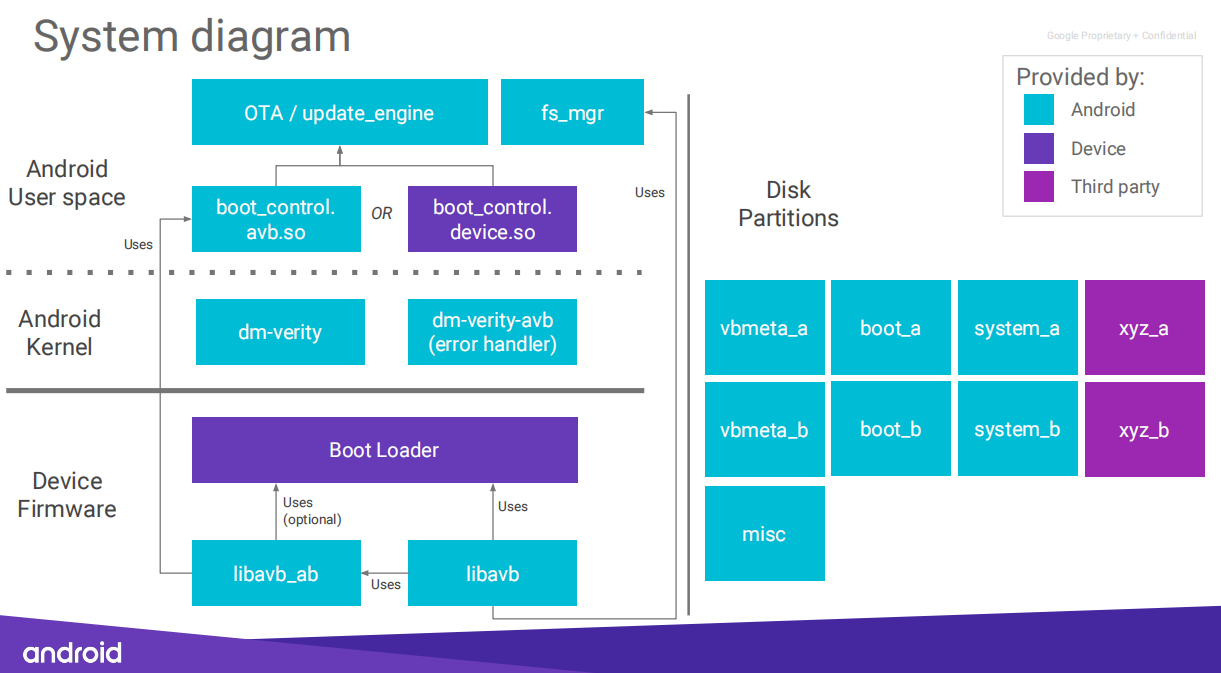 System diagram
Google Proprietary + Confidential
Provided by:
Android
Device
Third party
OTA / update_engine
fs_mgr
Android
User space
Uses
boot_control.
avb.so
OR
boot_control.
device.so
Uses
Disk
Partitions
Android
Kernel
dm-verity
dm-verity-avb
(error handler)
vbmeta_a
boot_a
system_a
xyz_a
vbmeta_b
boot_b
system_b
xyz_b
misc
Device
Firmware
Boot Loader
Uses
(optional)
Uses
libavb_ab
Uses
libavb
android